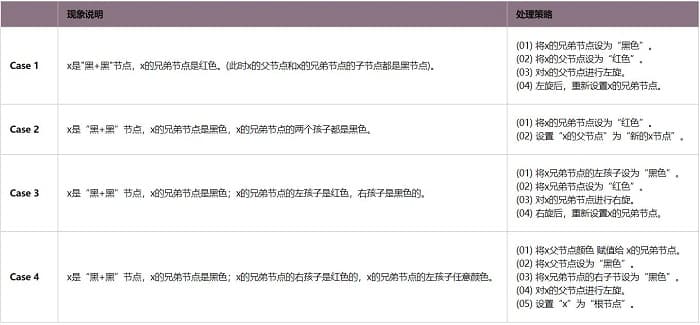 现象说明 处理策略
Case 1 x是"黑+黑"节点，x的兄弟节点是红色。(此时x的父节点和x的兄弟节点的子节点都是黑节点)。
(01) 将x的兄弟节点设为“黑色”。
(02) 将x的父节点设为“红色”。
(03) 对x的父节点进行左旋。
(04) 左旋后，重新设置x的兄弟节点。
Case 2 x是“黑+黑”节点，x的兄弟节点是黑色，x的兄弟节点的两个孩子都是黑色。
(01) 将x的兄弟节点设为“红色”。
(02) 设置“x的父节点”为“新的x节点”。
Case 3 x是“黑+黑”节点，x的兄弟节点是黑色；x的兄弟节点的左孩子是红色，右孩子是黑色的。
(01) 将x兄弟节点的左孩子设为“黑色”。
(02) 将x兄弟节点设为“红色”。
(03) 对x的兄弟节点进行右旋。
(04) 右旋后，重新设置x的兄弟节点。
Case 4 x是“黑+黑”节点，x的兄弟节点是黑色；x的兄弟节点的右孩子是红色的，x的兄弟节点的左孩子任意颜色。
(01) 将x父节点颜色 赋值给 x的兄弟节点。
(02) 将x父节点设为“黑色”。
(03) 将x兄弟节点的右子节设为“黑色”。
(04) 对x的父节点进行左旋。
(05) 设置“x”为“根节点”。